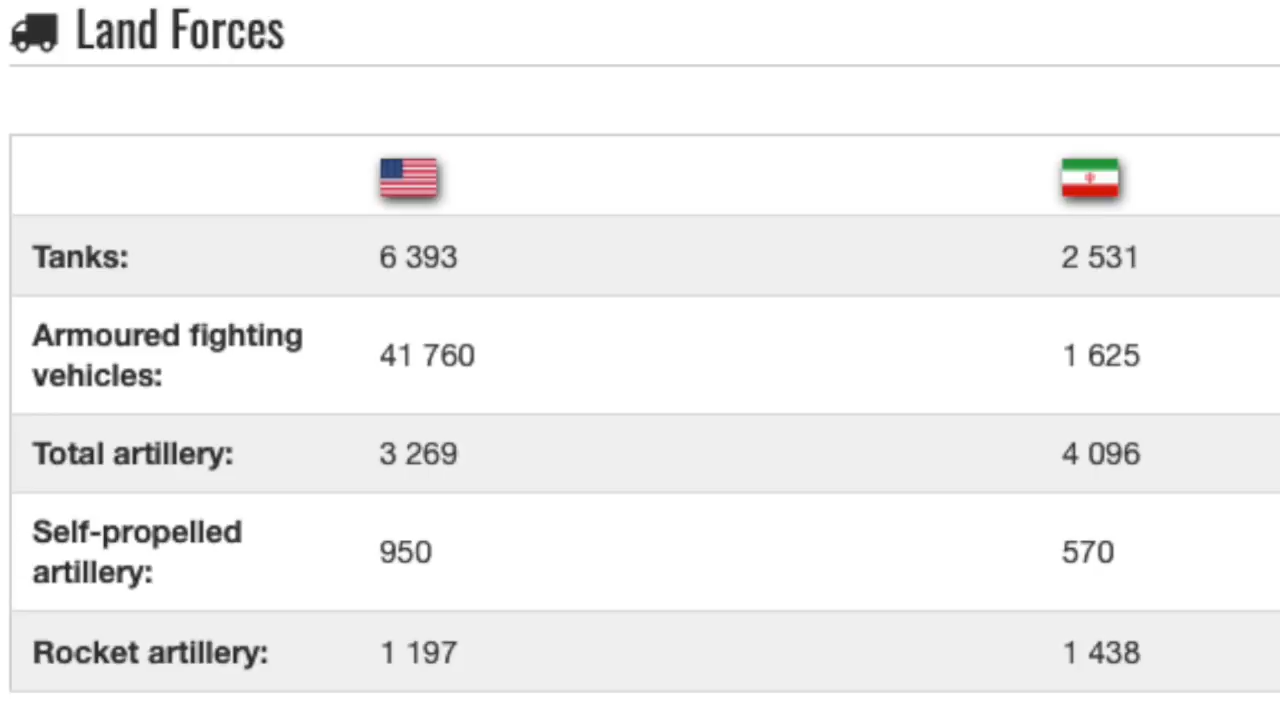 Land Forces
Tanks: 6 393 2 531
Armoured fighting
vehicles: 41 760 1 625
Total artillery: 3 269 4 096
Self-propelled
artillery: 950 570
Rocket artillery: 1 197 1 438